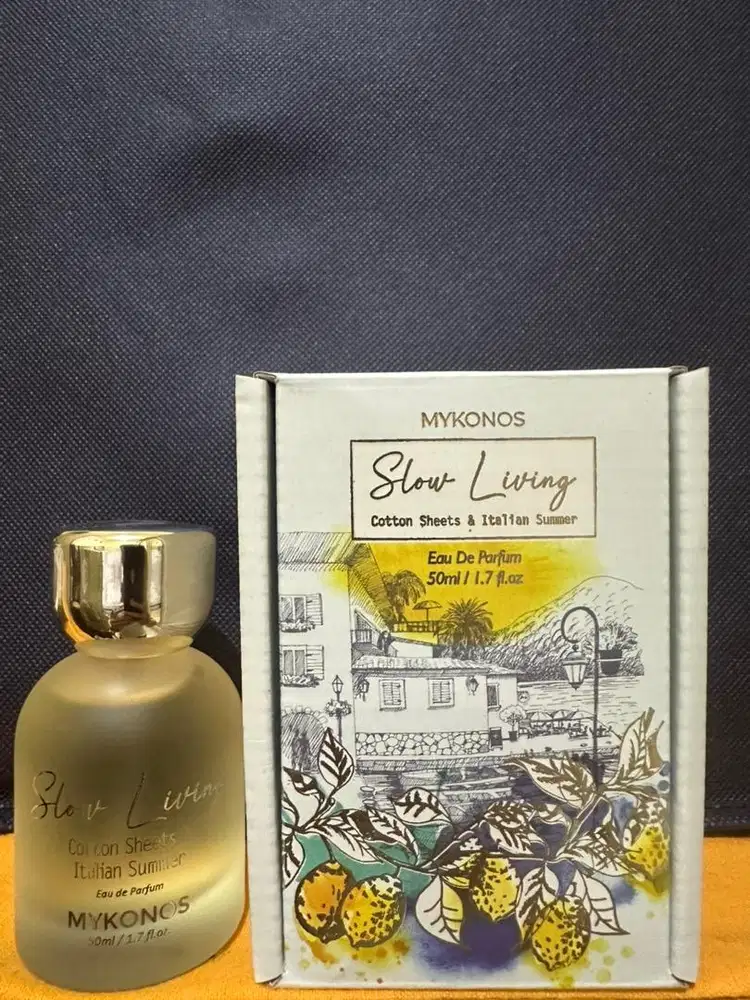 MYKONOS
Slow Living
Cotton Sheets & Italian Summer
Eau De Parfum
50ml / 1.7 fl.oz
Slow Living
Cotton Sheets
Italian Summer
Eau de Parfum
MYKONOS
50ml / 1.7 fl.oz